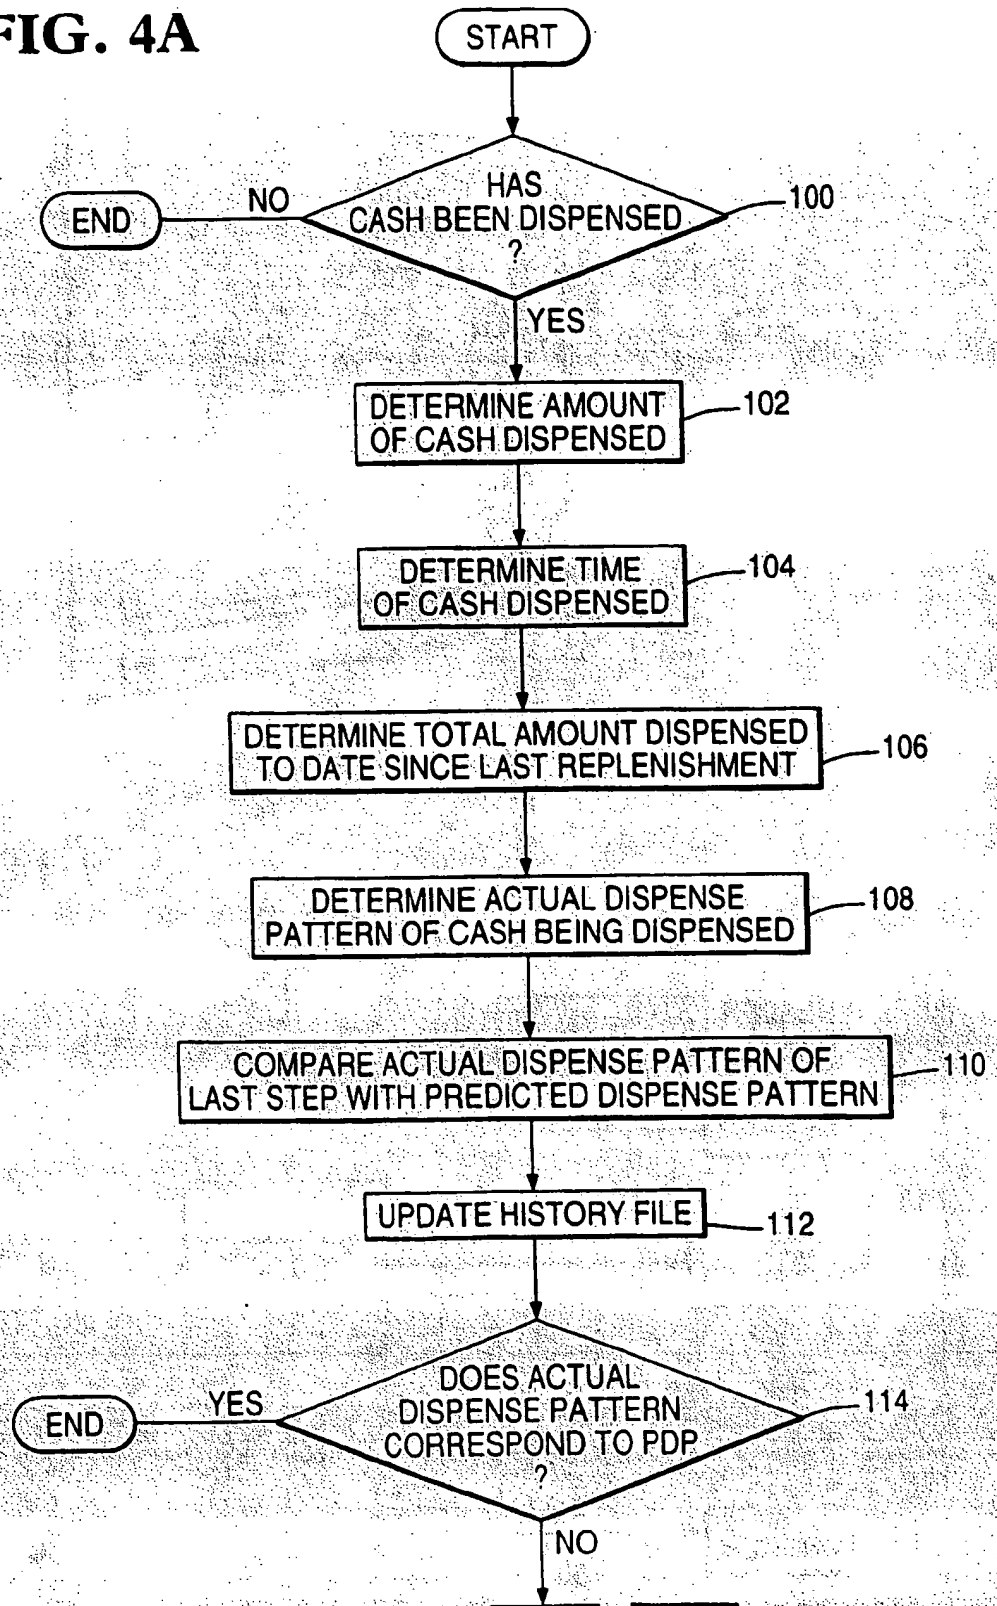 FIG. 4A
START
HAS
CASH BEEN DISPENSED
?
100
NO
END
YES
DETERMINE AMOUNT
OF CASH DISPENSED
102
DETERMINE TIME
OF CASH DISPENSED
104
DETERMINE TOTAL AMOUNT DISPENSED
TO DATE SINCE LAST REPLENISHMENT
106
DETERMINE ACTUAL DISPENSE
PATTERN OF CASH BEING DISPENSED
108
COMPARE ACTUAL DISPENSE PATTERN OF
LAST STEP WITH PREDICTED DISPENSE PATTERN
110
UPDATE HISTORY FILE
112
DOES ACTUAL
DISPENSE PATTERN
CORRESPOND TO PDP
?
114
YES
END
NO